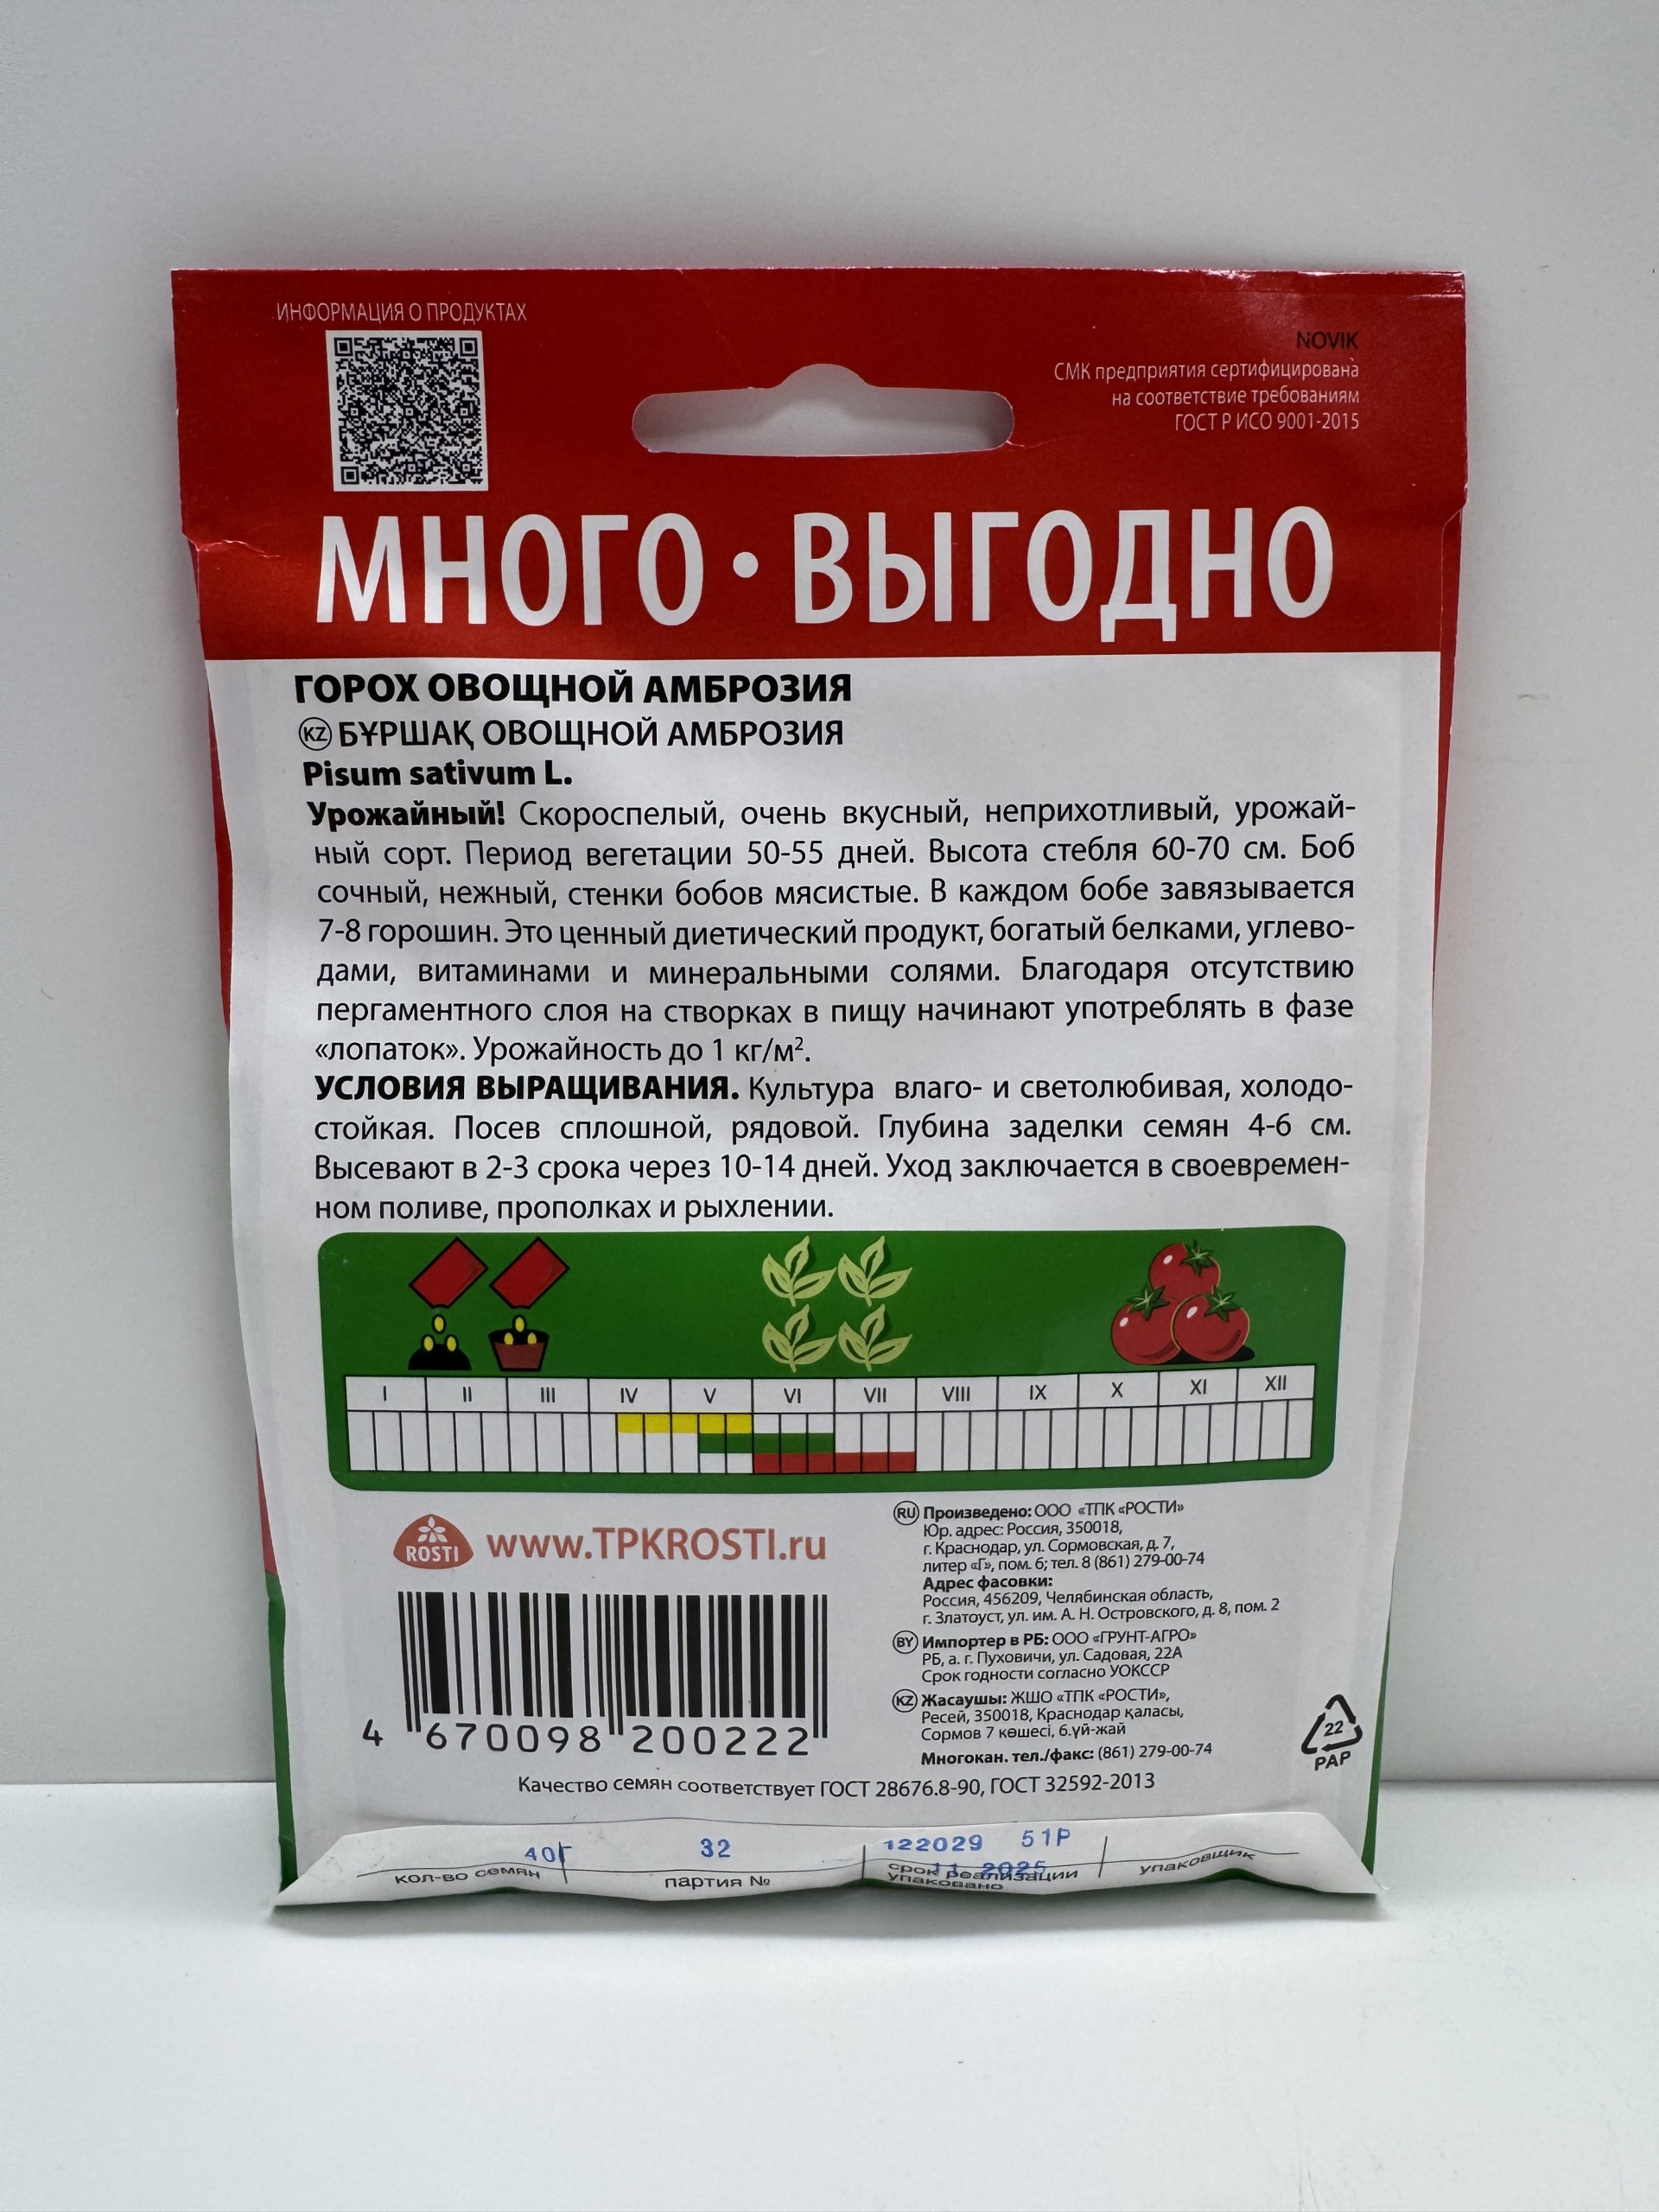 ИНФОРМАЦИЯ О ПРОДУКТАХ
NOVIK
СМК предприятия сертифицирована
на соответствие требованиям
ГОСТ Р ИСО 9001-2015
МНОГО • ВЫГОДНО
ГОРОХ ОВОЩНОЙ АМБРОЗИЯ
KZ БҰРШАҚ ОВОЩНОЙ АМБРОЗИЯ
Pisum sativum L.
Урожайный! Скороспелый, очень вкусный, неприхотливый, урожай-
ный сорт. Период вегетации 50-55 дней. Высота стебля 60-70 см. Боб
сочный, нежный, стенки бобов мясистые. В каждом бобе завязывается
7-8 горошин. Это ценный диетический продукт, богатый белками, углево-
дами, витаминами и минеральными солями. Благодаря отсутствию
пергаментного слоя на створках в пищу начинают употреблять в фазе
«лопаток». Урожайность до 1 кг/м².
УСЛОВИЯ ВЫРАЩИВАНИЯ. Культура влаго- и светолюбивая, холодо-
стойкая. Посев сплошной, рядовой. Глубина заделки семян 4-6 см.
Высевают в 2-3 срока через 10-14 дней. Уход заключается в своевремен-
ном поливе, прополках и рыхлении.
I II III IV V VI VII VIII IX X XI XII
ROSTI www.TPKROSTI.ru
4 670098 200222
RU Произведено: ООО «ТПК «РОСТИ»
Юр. адрес: Россия, 350018,
г. Краснодар, ул. Сормовская, д. 7,
литер «Г», пом. 6; тел. 8 (861) 279-00-74
Адрес фасовки:
Россия, 456209, Челябинская область,
г. Златоуст, ул. им. А. Н. Островского, д. 8, пом. 2
BY Импортер в РБ: ООО «ГРУНТ-АГРО»
РБ, а. г. Пуховичи, ул. Садовая, 22А
Срок годности согласно УОКССР
KZ Жасаушы: ЖШО «ТПК «РОСТИ»,
Ресей, 350018, Краснодар қаласы,
Сормов 7 көшесі, 6.үй-жай
Многокан. тел./факс: (861) 279-00-74
22
PAP
Качество семян соответствует ГОСТ 28676.8-90, ГОСТ 32592-2013
40Г 32 122029 51Р
11 2025
кол-во семян партия № срок реализации упаковщик
упаковано